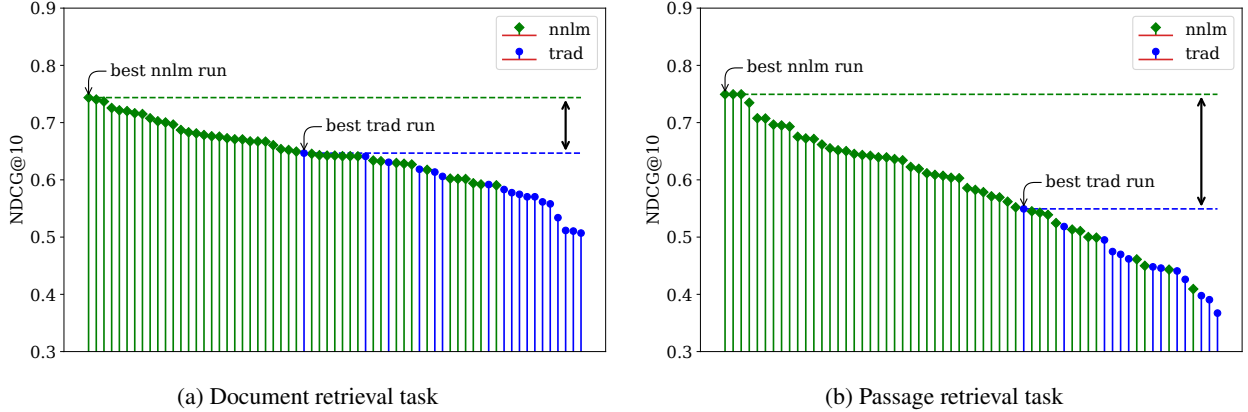 0.9
0.8
0.7
0.6
0.5
0.4
0.3
NDCG@10
nnlm
trad
best nnlm run
best trad run
(a) Document retrieval task
0.9
0.8
0.7
0.6
0.5
0.4
0.3
NDCG@10
nnlm
trad
best nnlm run
best trad run
(b) Passage retrieval task